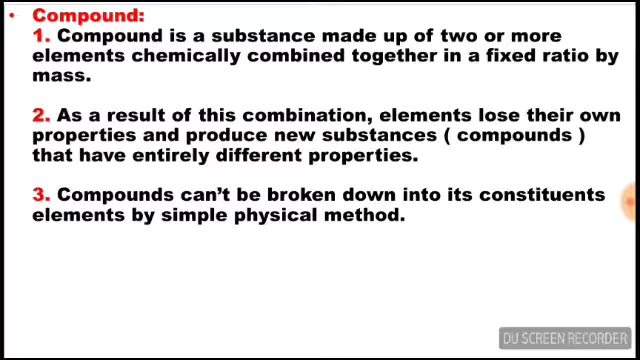 • Compound:
1. Compound is a substance made up of two or more
elements chemically combined together in a fixed ratio by
mass.
2. As a result of this combination, elements lose their own
properties and produce new substances ( compounds )
that have entirely different properties.
3. Compounds can't be broken down into its constituents
elements by simple physical method.
DU SCREEN RECORDER